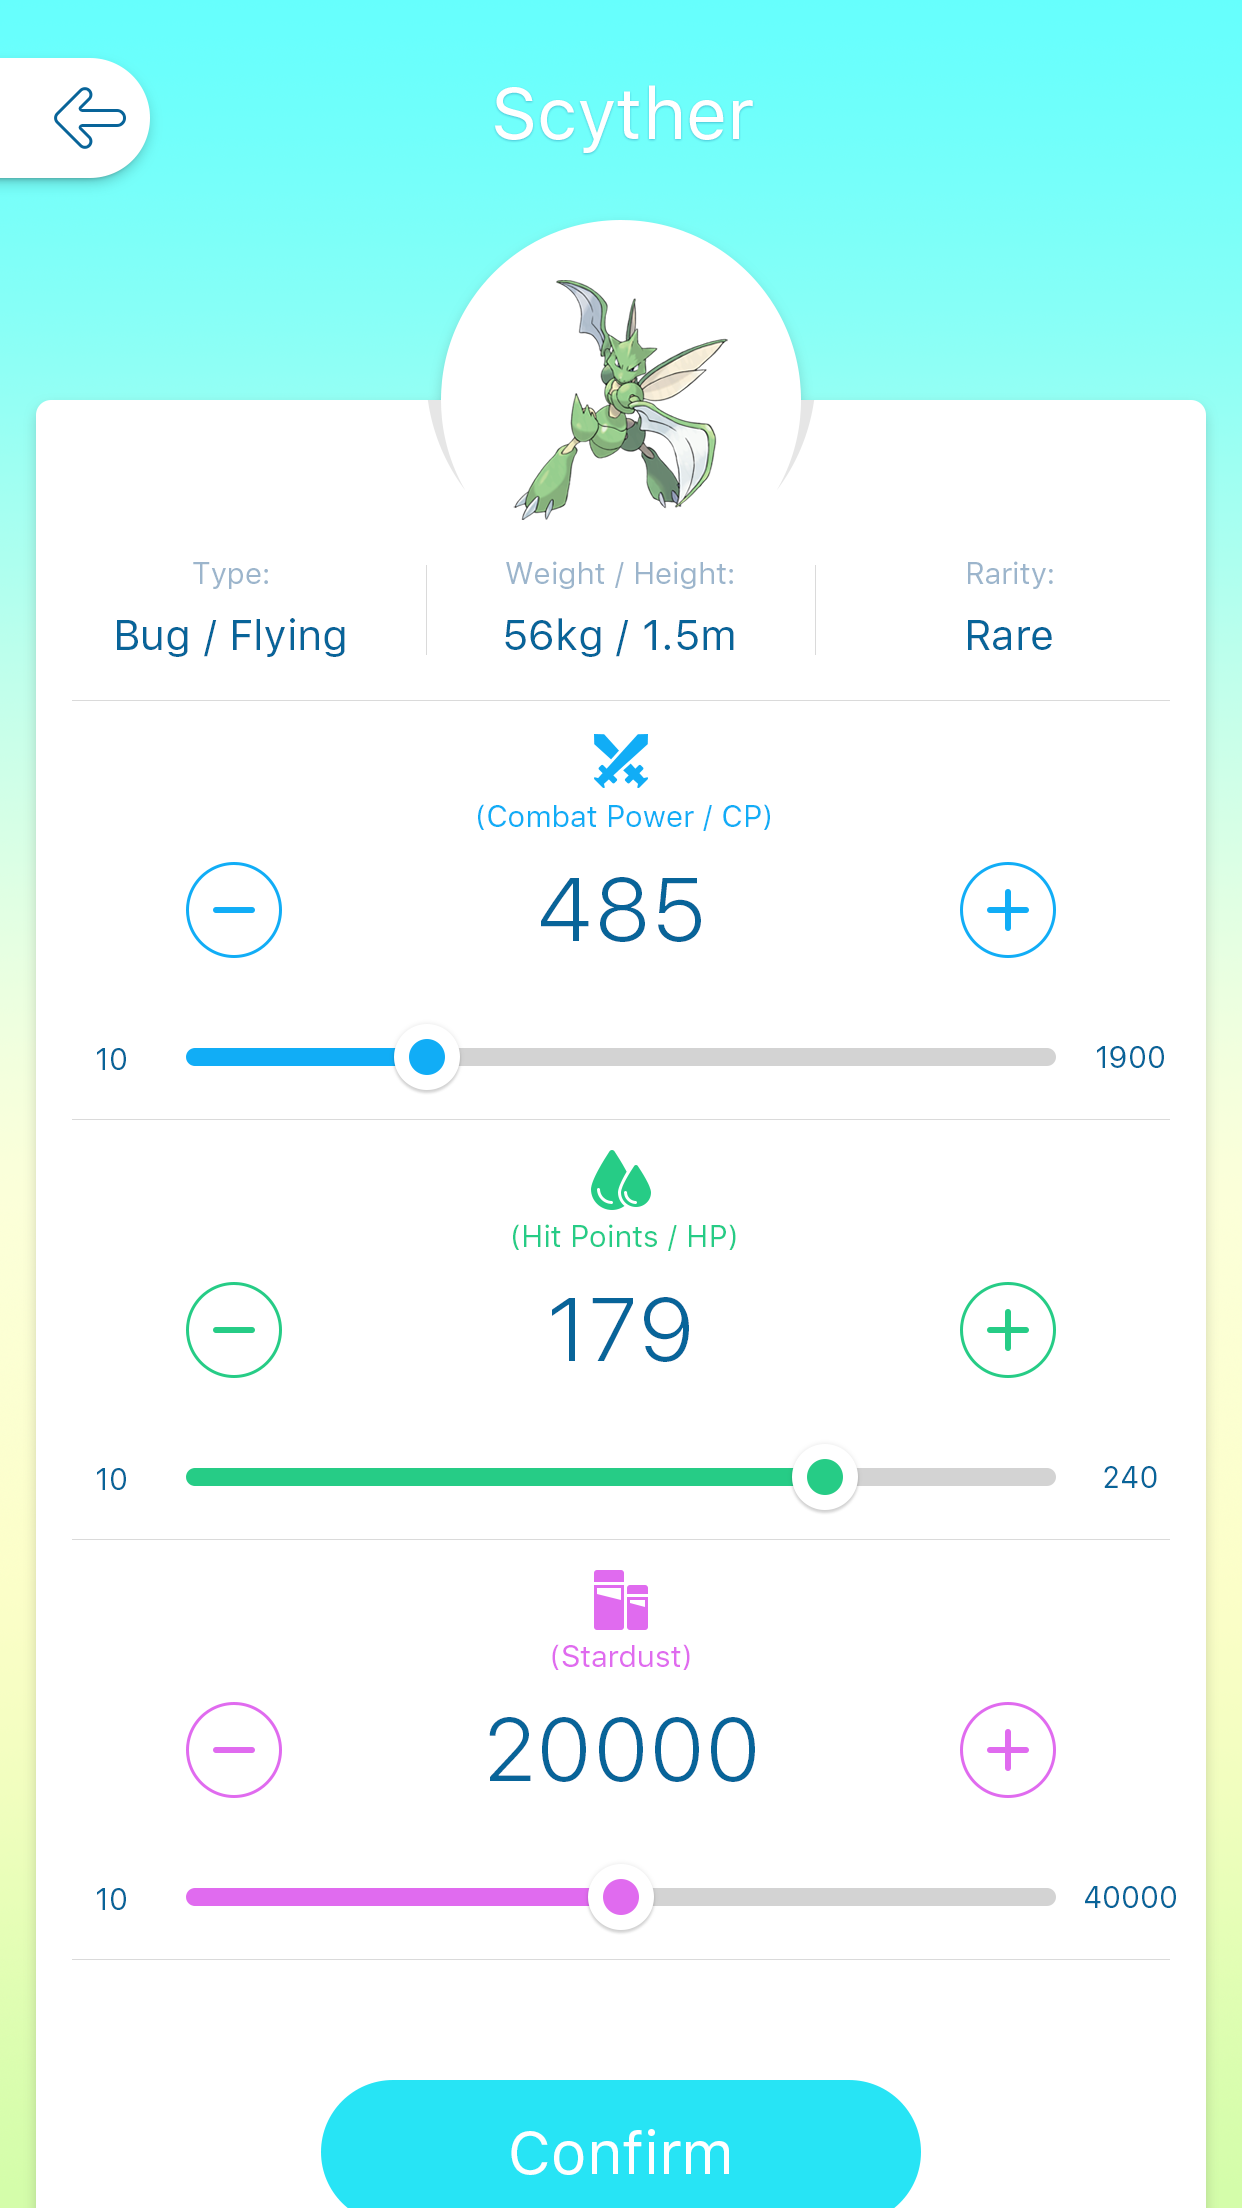 Scyther
Type:
Bug / Flying
Weight / Height:
56kg / 1.5m
Rarity:
Rare
(Combat Power / CP)
485
10
1900
(Hit Points / HP)
179
10
240
(Stardust)
20000
10
40000
Confirm